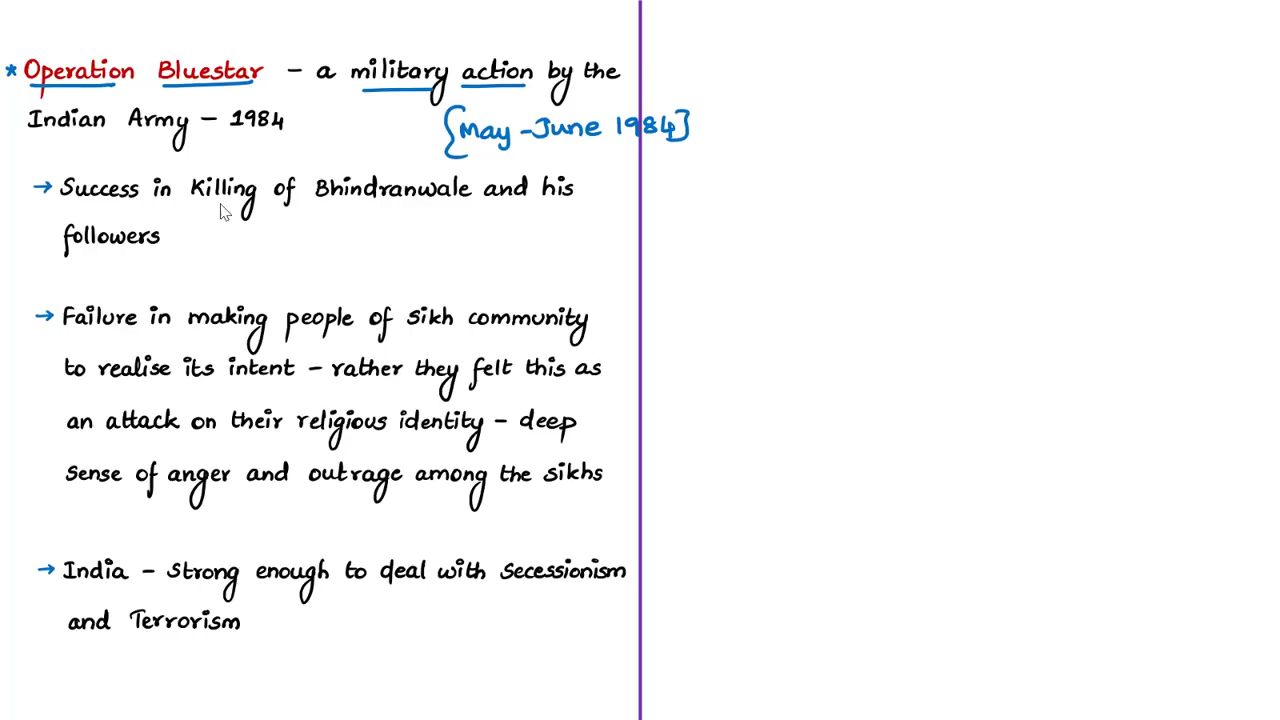 * Operation Bluestar - a military action by the
Indian Army - 1984
{May - June 1984]
→ Success in Killing of Bhindranwale and his
followers
→ Failure in making people of sikh community
to realise its intent - rather they felt this as
an attack on their religious identity - deep
sense of anger and outrage among the sikhs
→ India - strong enough to deal with secessionism
and Terrorism